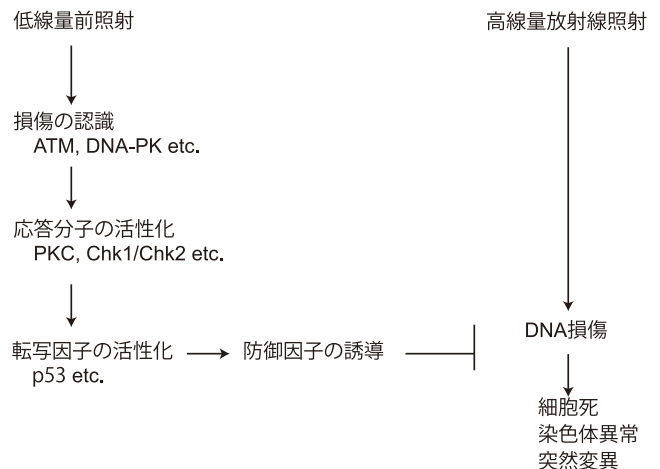 低線量前照射
高線量放射線照射
損傷の認識
ATM, DNA-PK etc.
応答分子の活性化
PKC, Chk1/Chk2 etc.
転写因子の活性化
p53 etc.
防御因子の誘導
DNA損傷
細胞死
染色体異常
突然変異